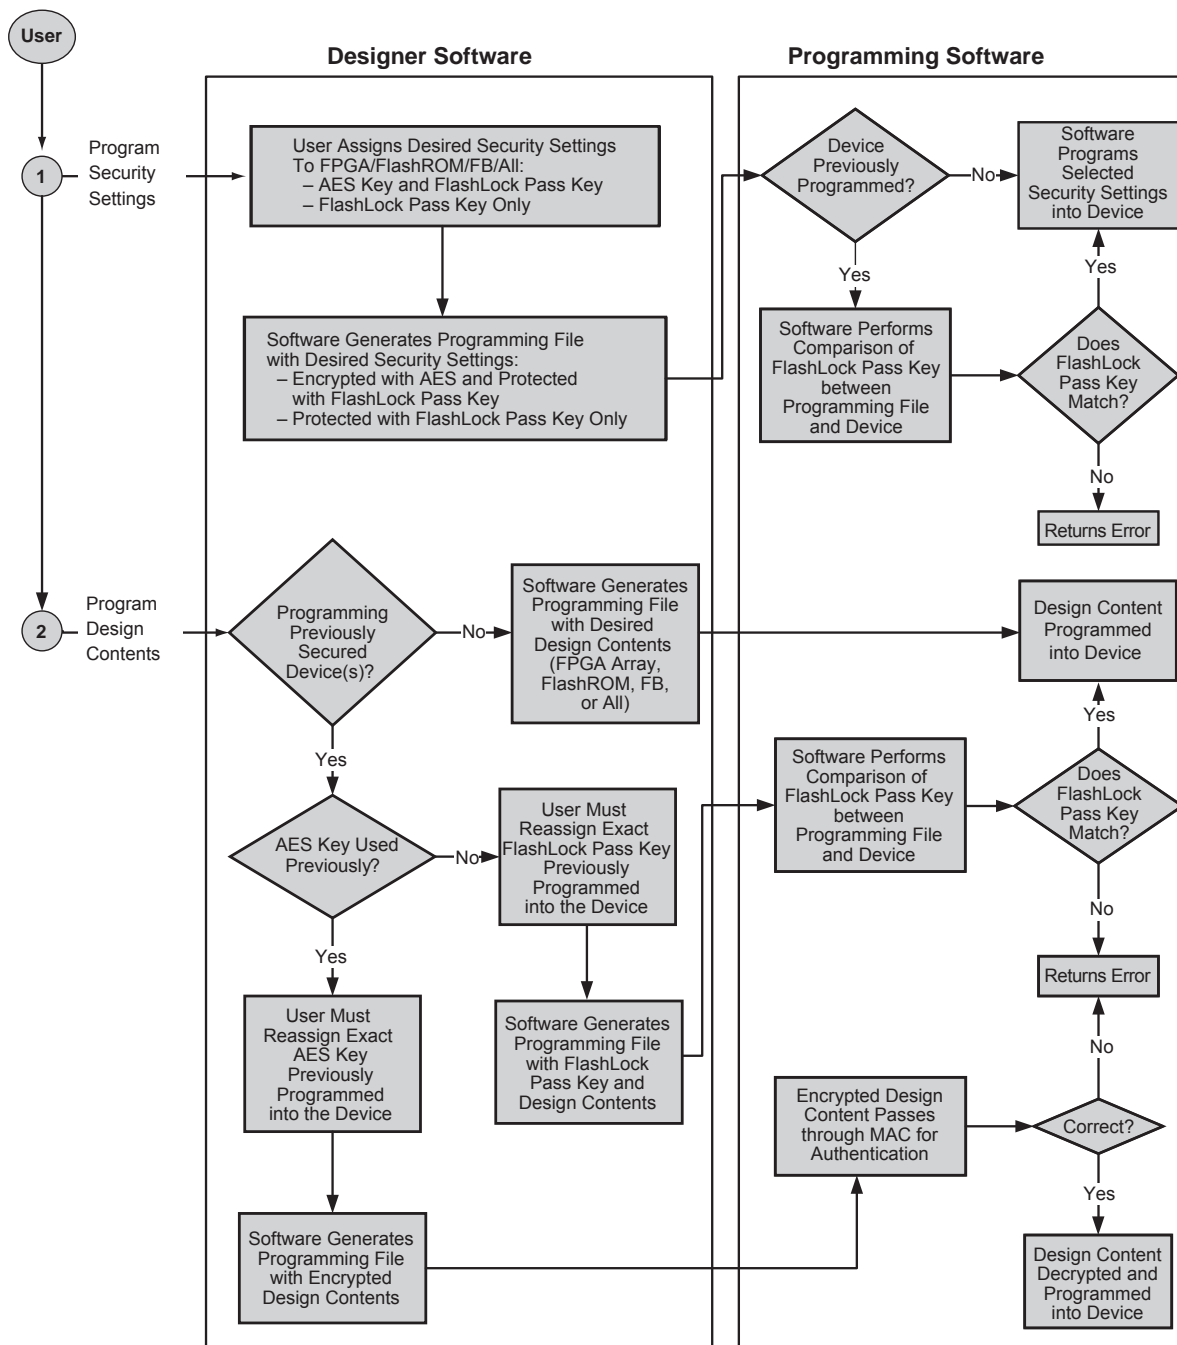 User
Designer Software
Programming Software
1
Program
Security
Settings
User Assigns Desired Security Settings
To FPGA/FlashROM/FB/All:
– AES Key and FlashLock Pass Key
– FlashLock Pass Key Only
Device
Previously
Programmed?
No
Software
Programs
Selected
Security Settings
into Device
Yes
Yes
Software Generates Programming File
with Desired Security Settings:
– Encrypted with AES and Protected
with FlashLock Pass Key
– Protected with FlashLock Pass Key Only
Software Performs
Comparison of
FlashLock Pass Key
between
Programming File
and Device
Does
FlashLock
Pass Key
Match?
No
Returns Error
2
Program
Design
Contents
Programming
Previously
Secured
Device(s)?
No
Software Generates
Programming File
with Desired
Design Contents
(FPGA Array,
FlashROM, FB,
or All)
Design Content
Programmed
into Device
Yes
Yes
AES Key Used
Previously?
No
User Must
Reassign Exact
FlashLock Pass Key
Previously
Programmed
into the Device
Software Performs
Comparison of
FlashLock Pass Key
between
Programming File
and Device
Does
FlashLock
Pass Key
Match?
No
Yes
Returns Error
User Must
Reassign Exact
AES Key
Previously
Programmed
into the Device
Software Generates
Programming File
with FlashLock
Pass Key and
Design Contents
No
Encrypted Design
Content Passes
through MAC for
Authentication
Correct?
Yes
Software Generates
Programming File
with Encrypted
Design Contents
Design Content
Decrypted and
Programmed
into Device